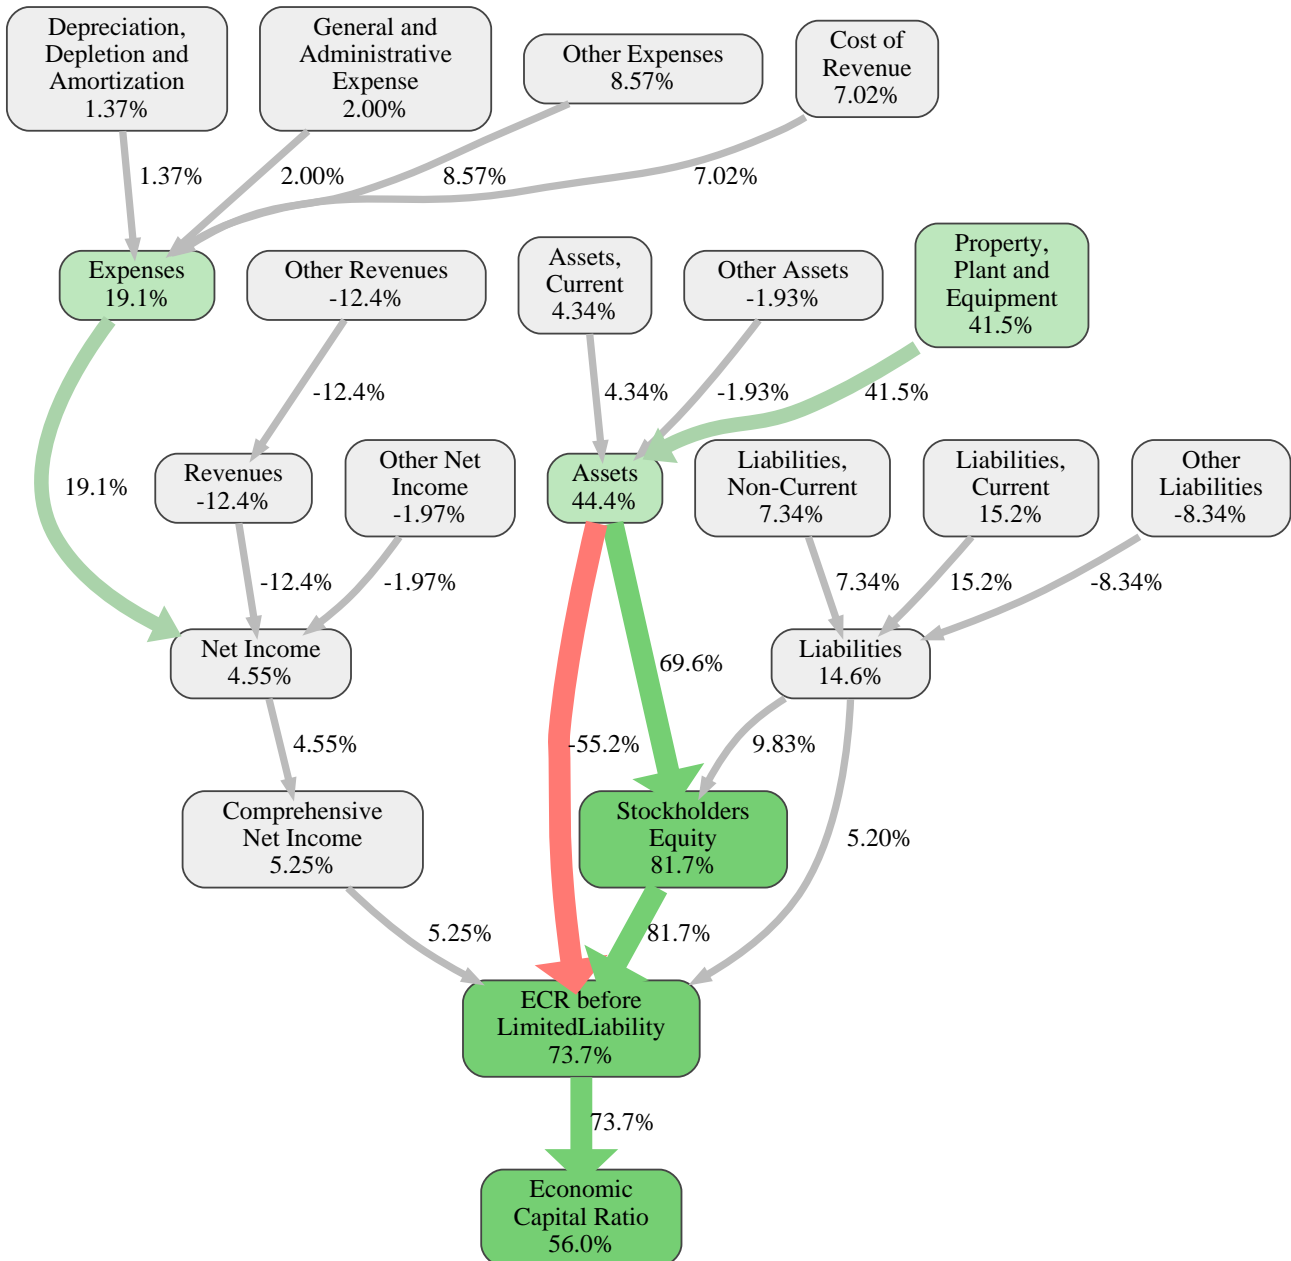 Depreciation,
Depletion and
Amortization
1.37%
General and
Administrative
Expense
2.00%
Other Expenses
8.57%
Cost of
Revenue
7.02%
1.37%
2.00%
8.57%
7.02%
Expenses
19.1%
Other Revenues
-12.4%
Assets,
Current
4.34%
Other Assets
-1.93%
Property,
Plant and
Equipment
41.5%
-12.4%
4.34%
-1.93%
41.5%
19.1%
Revenues
-12.4%
Other Net
Income
-1.97%
Assets
44.4%
Liabilities,
Non-Current
7.34%
Liabilities,
Current
15.2%
Other
Liabilities
-8.34%
-12.4%
-1.97%
7.34%
15.2%
-8.34%
Net Income
4.55%
69.6%
Liabilities
14.6%
4.55%
-55.2%
9.83%
Comprehensive
Net Income
5.25%
Stockholders
Equity
81.7%
5.20%
5.25%
81.7%
ECR before
LimitedLiability
73.7%
73.7%
Economic
Capital Ratio
56.0%